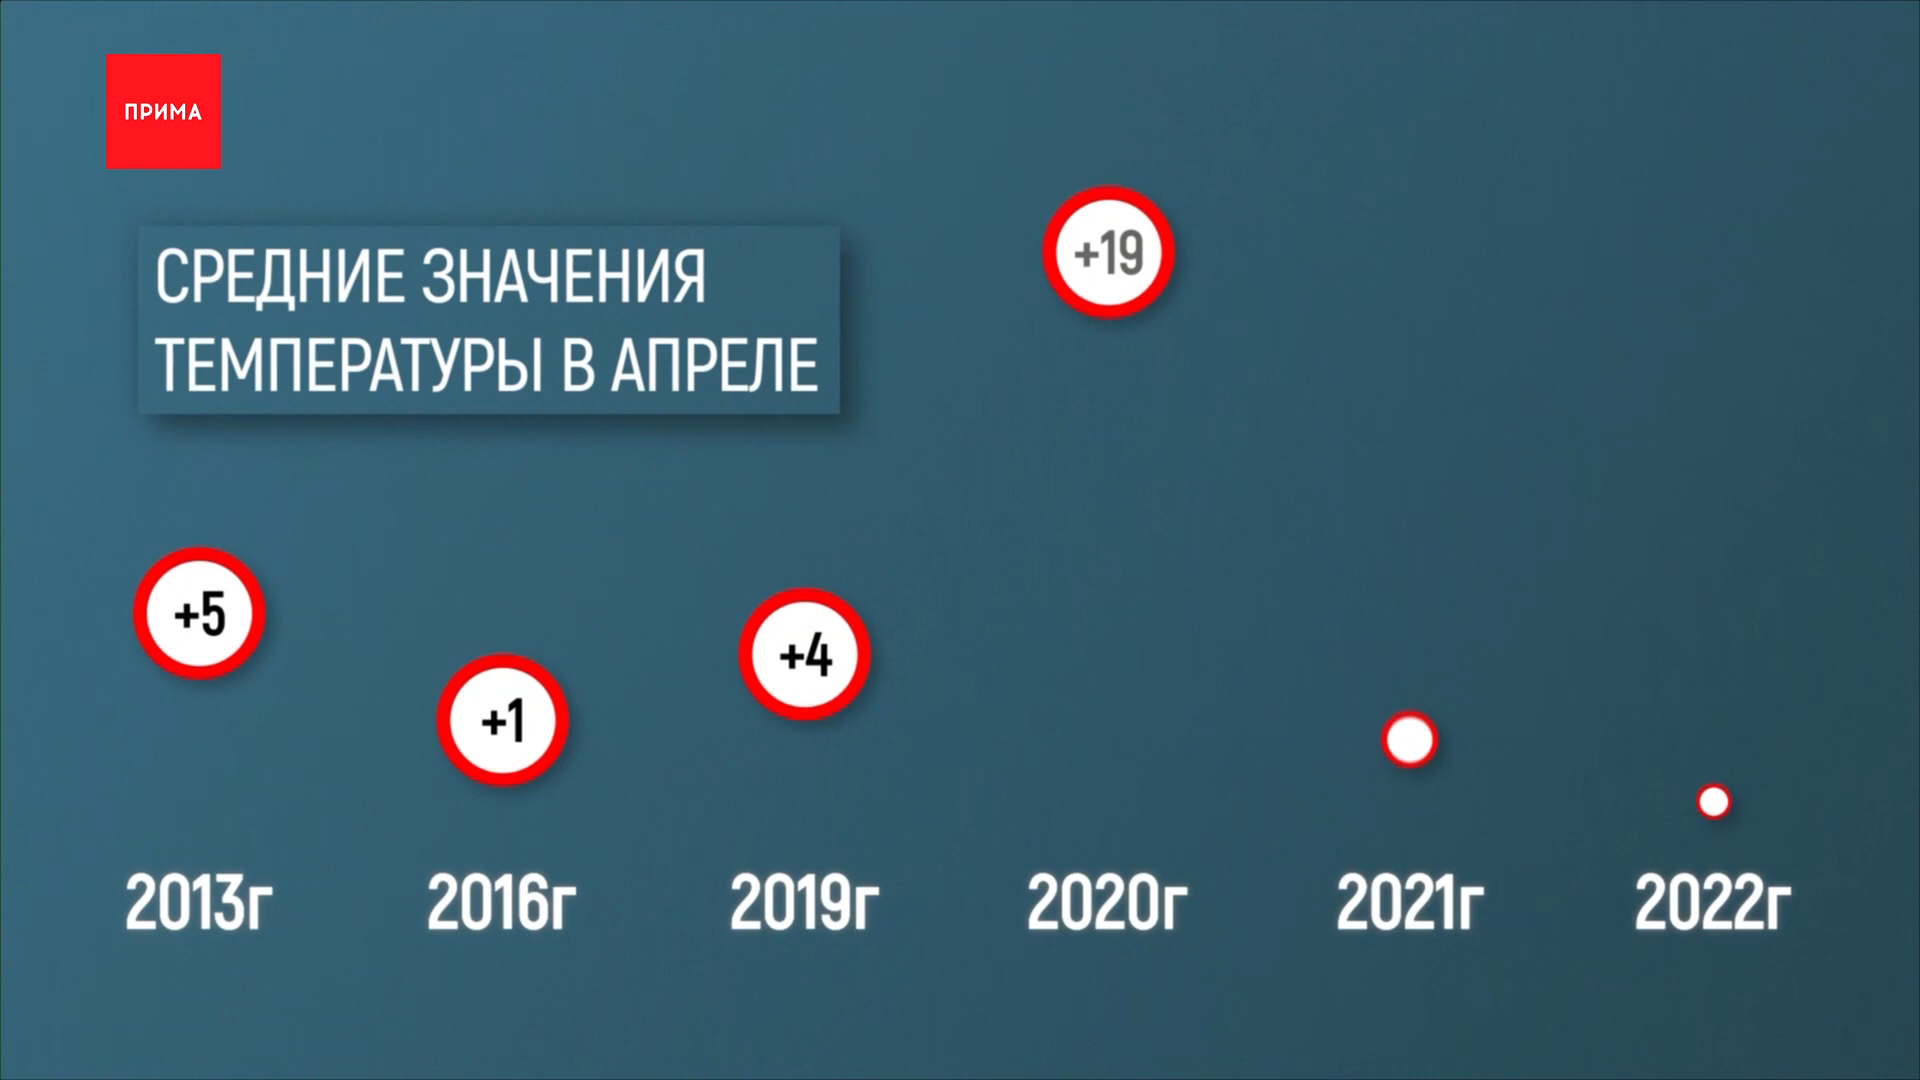 ПРИМА
СРЕДНИЕ ЗНАЧЕНИЯ
ТЕМПЕРАТУРЫ В АПРЕЛЕ
+19
+5
+4
+1
2013г 2016г 2019г 2020г 2021г 2022г